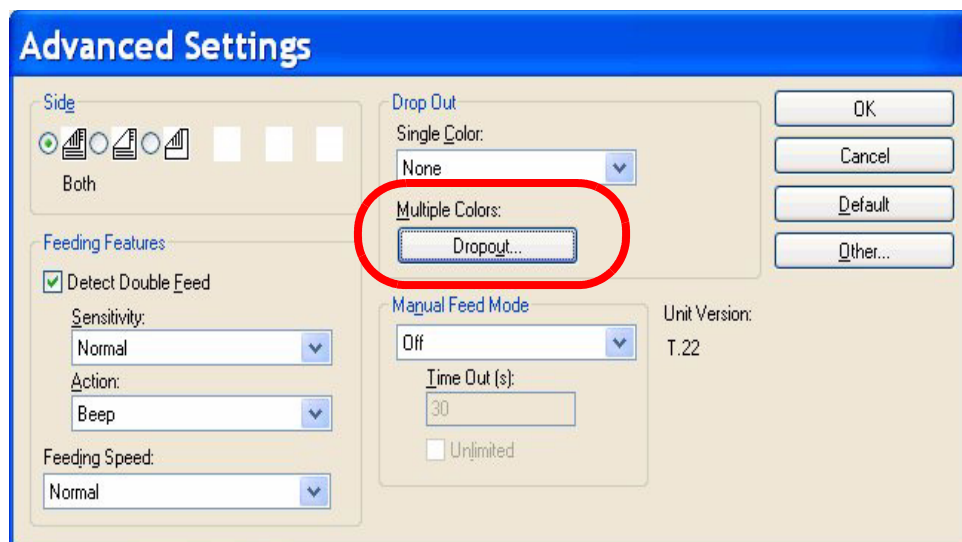 Advanced Settings
Side
Both
Feeding Features
Detect Double Feed
Sensitivity:
Normal
Action:
Beep
Feeding Speed:
Normal
Drop Out
Single Color:
None
Multiple Colors:
Dropout...
Manual Feed Mode
Off
Time Out (s):
30
Unlimited
OK
Cancel
Default
Other...
Unit Version:
T.22